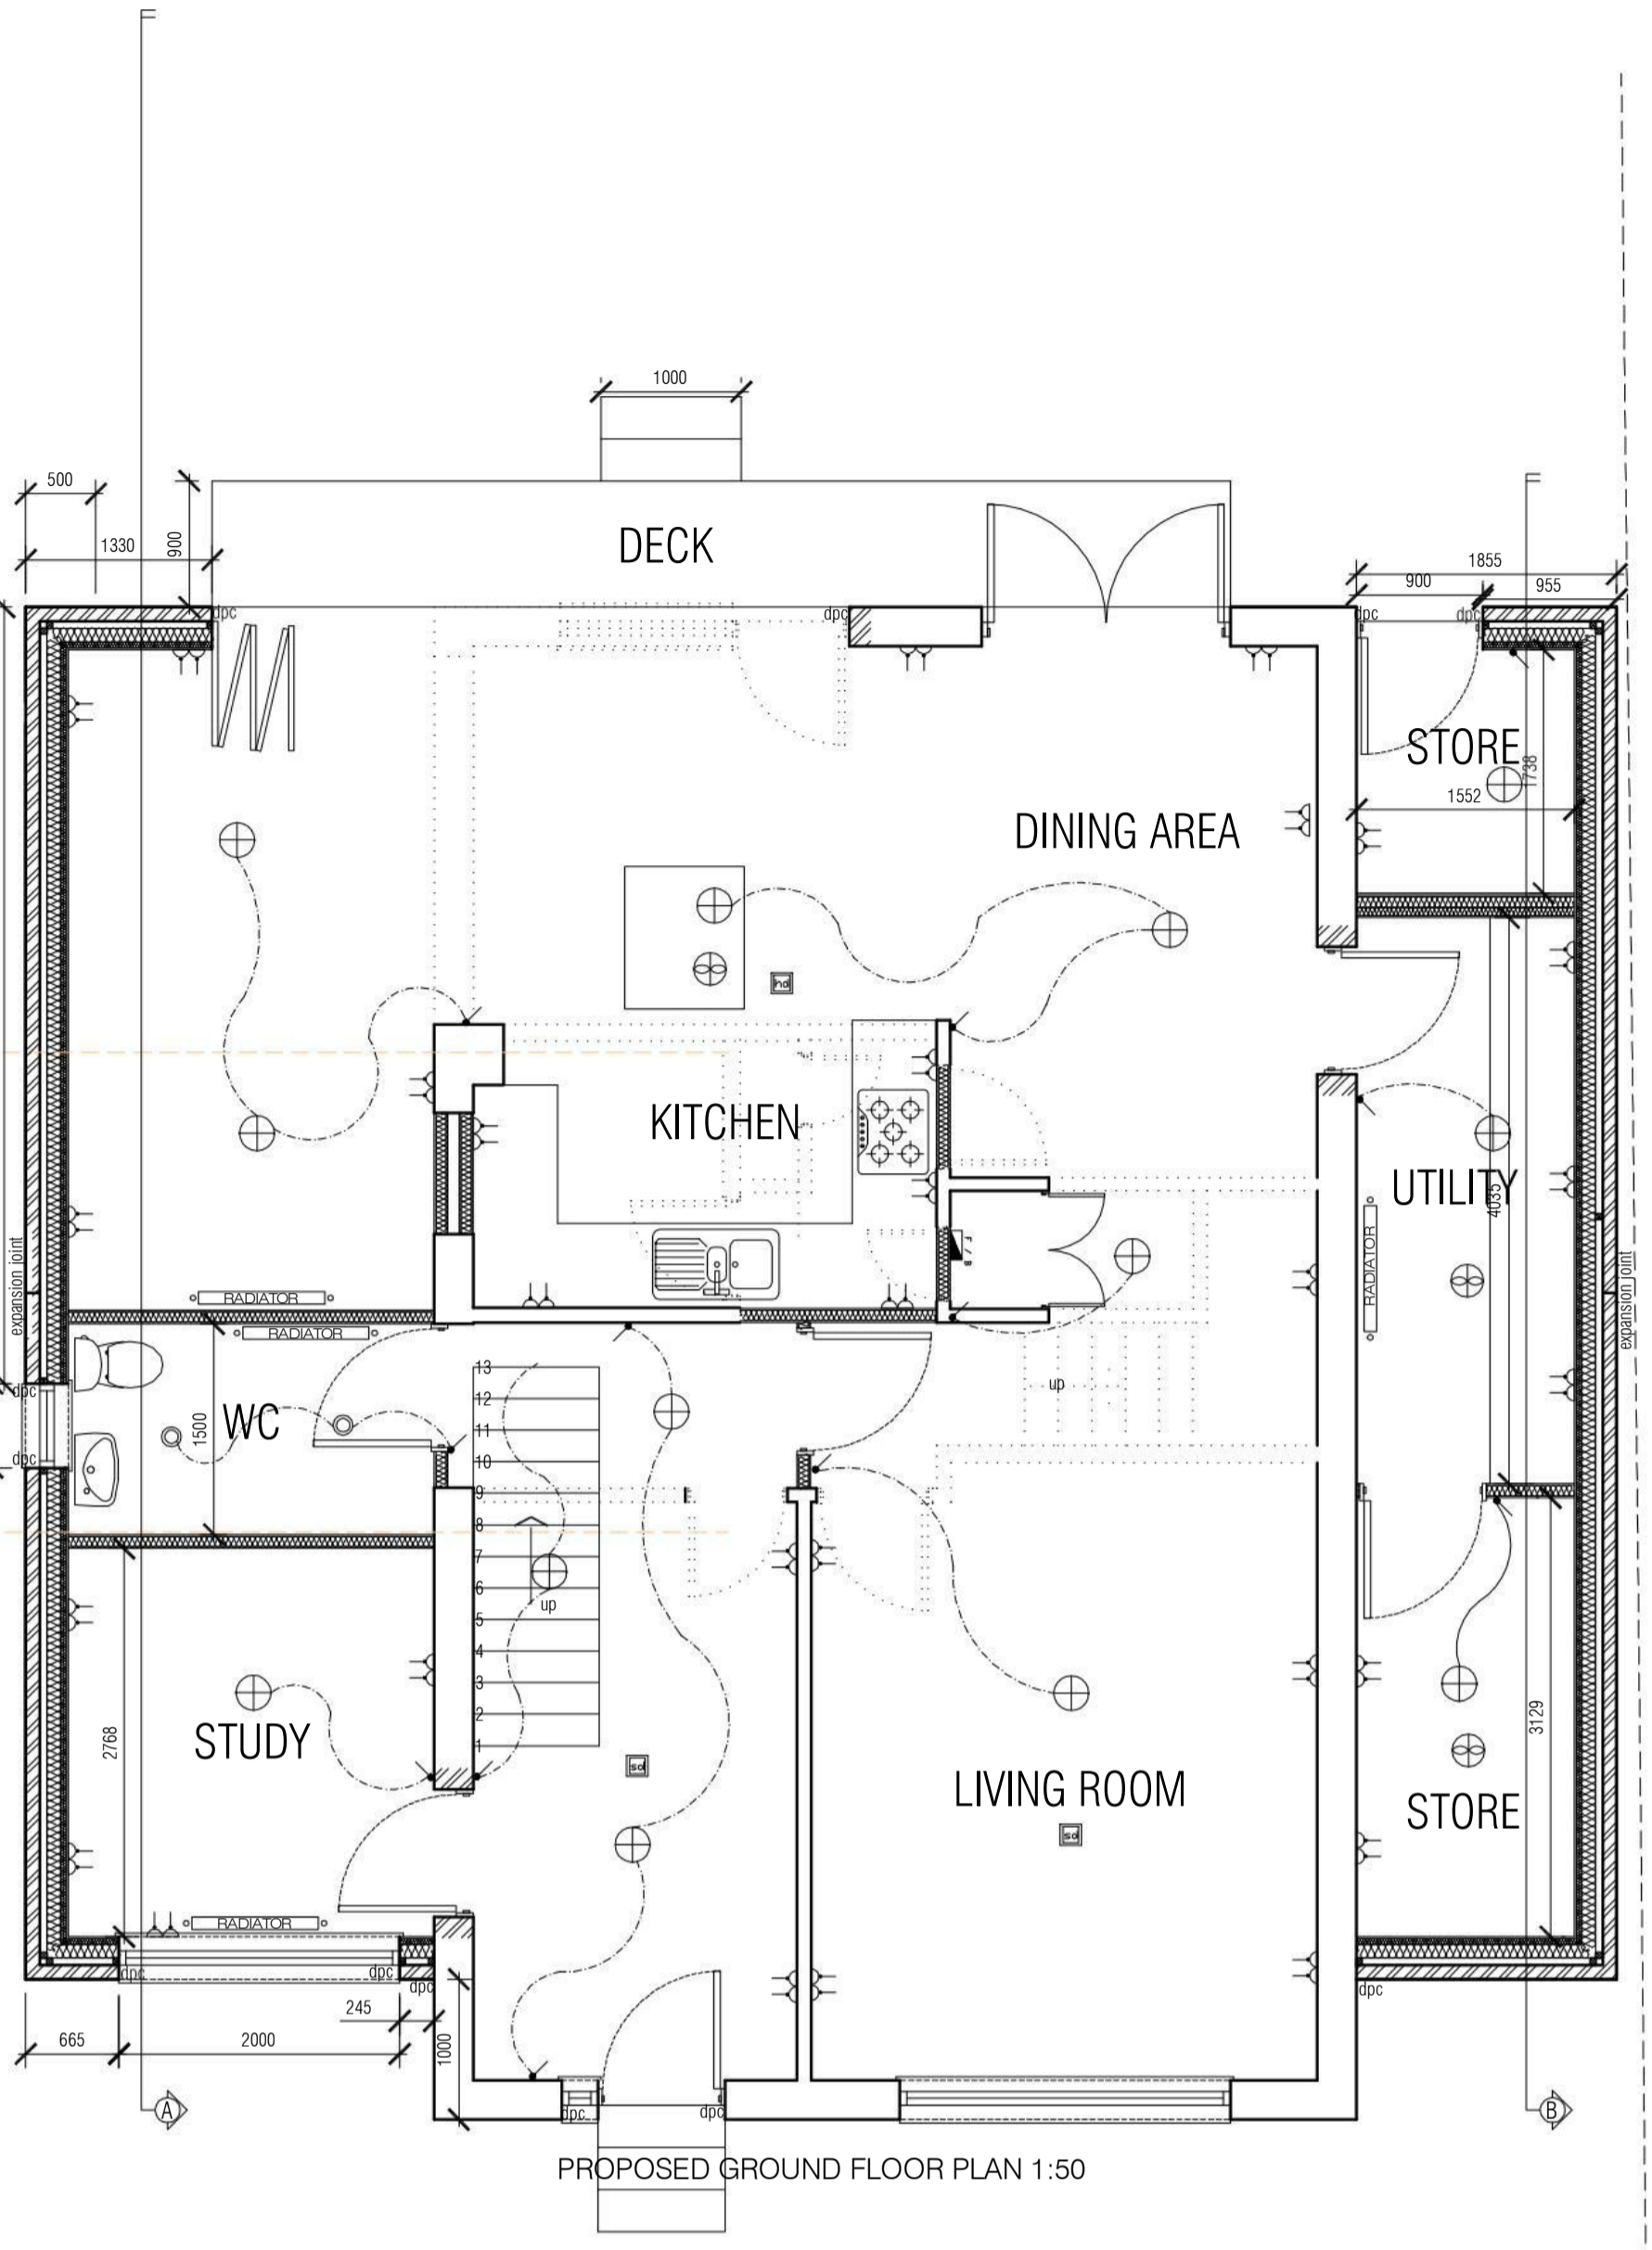 1000
500
1330
900
DECK
1855
900
955
dpc
dpc
dpc
dpc
STORE
1738
1552
DINING AREA
hd
KITCHEN
UTILITY
4035
RADIATOR
F / B
expansion joint
expansion joint
RADIATOR
RADIATOR
dpc
WC
1500
dpc
up
13
12
11
10
9
8
7
6
5
4
3
2
1
up
STUDY
2768
sd
LIVING ROOM
sd
3129
STORE
RADIATOR
dpc
dpc
dpc
dpc
245
665
2000
1000
dpc
dpc
A
B
PROPOSED GROUND FLOOR PLAN 1:50